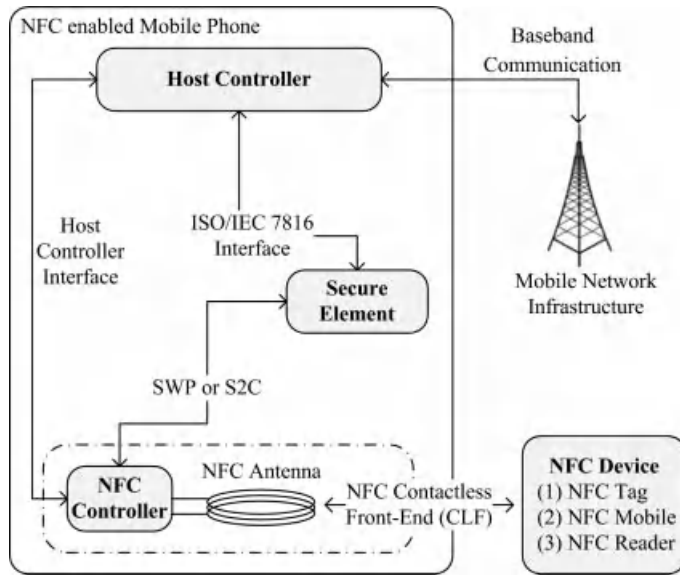 NFC enabled Mobile Phone
Host Controller
Baseband
Communication
Host
Controller
Interface
ISO/IEC 7816
Interface
Secure
Element
Mobile Network
Infrastructure
SWP or S2C
NFC Antenna
NFC
Controller
NFC Contactless
Front-End (CLF)
NFC Device
(1) NFC Tag
(2) NFC Mobile
(3) NFC Reader